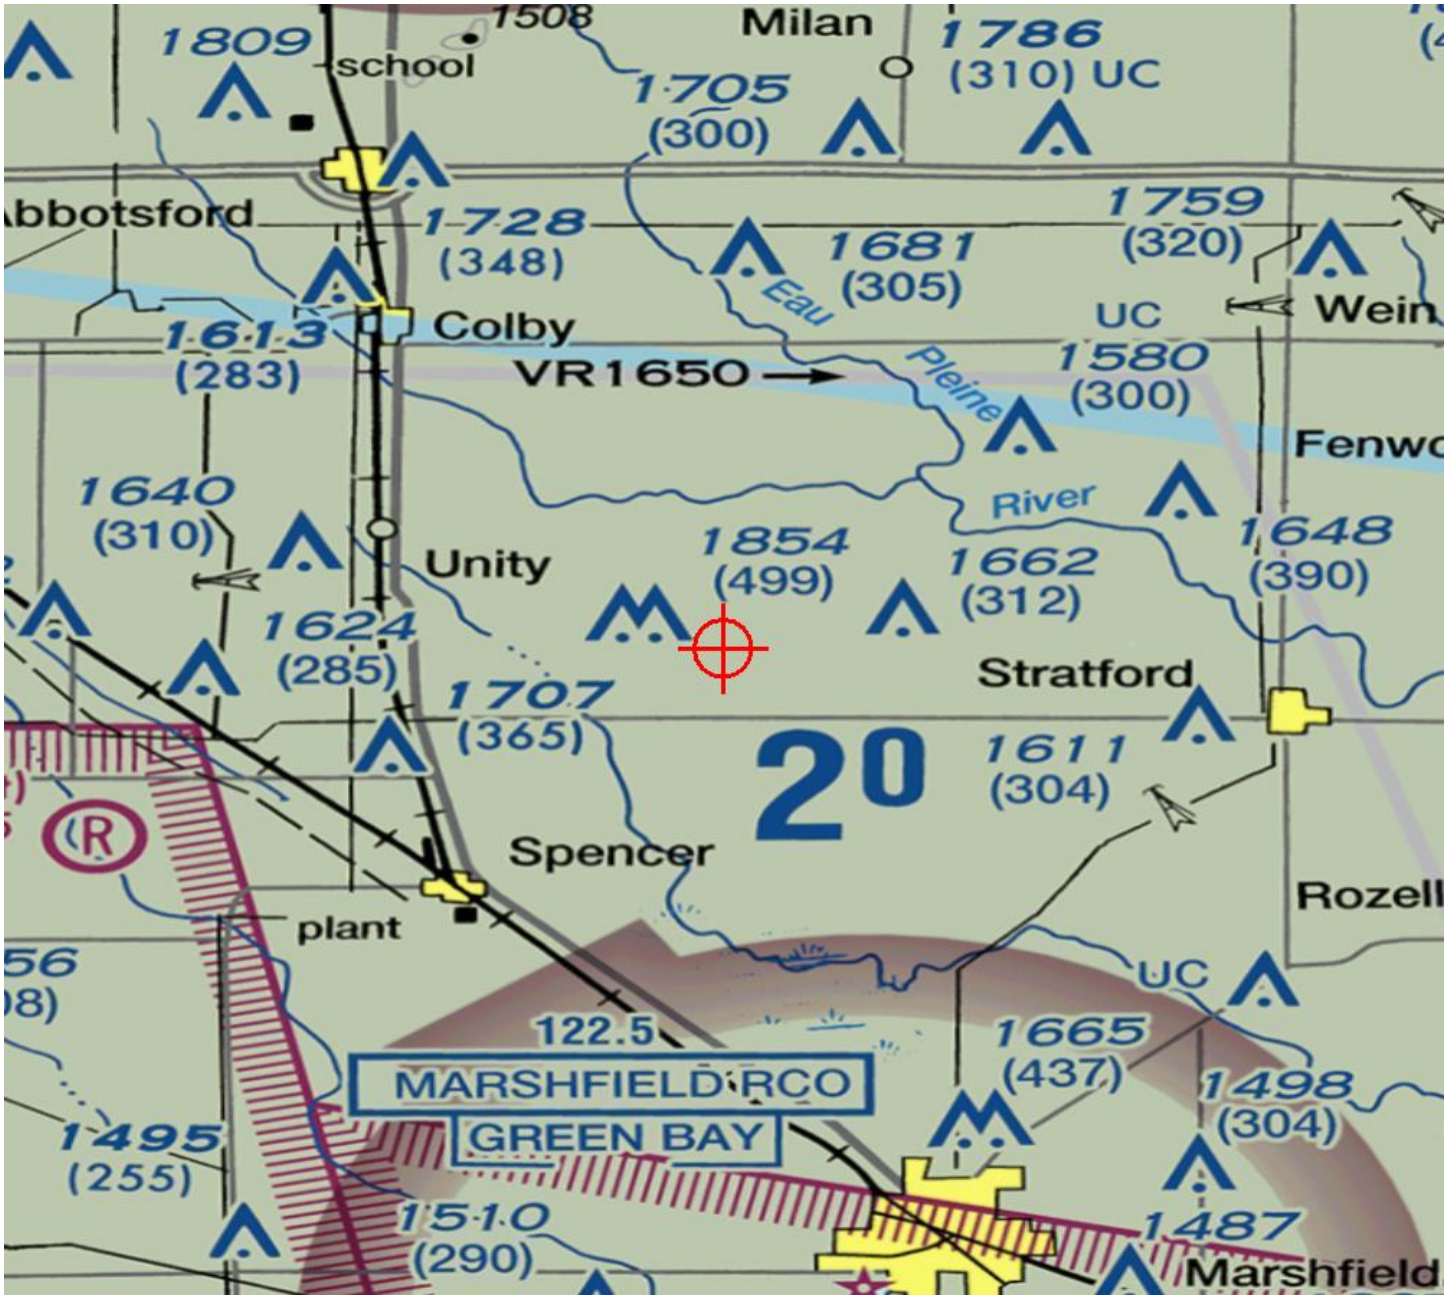 1508
Milan
1786
(310) UC
1809
school
1705
(300)
Abbotsford
1728
(348)
1681
(305)
1759
(320)
Eau
UC
Wein
1613
(283)
Colby
VR1650
Pleine
1580
(300)
Fenwo
1640
(310)
River
1854
(499)
1648
(390)
Unity
1662
(312)
1624
(285)
Stratford
1707
(365)
20
1611
(304)
R
Spencer
plant
Rozell
56
08)
UC
122.5
MARSHFIELD RCO
GREEN BAY
1665
(437)
1498
(304)
1495
(255)
1510
(290)
1487
Marshfield